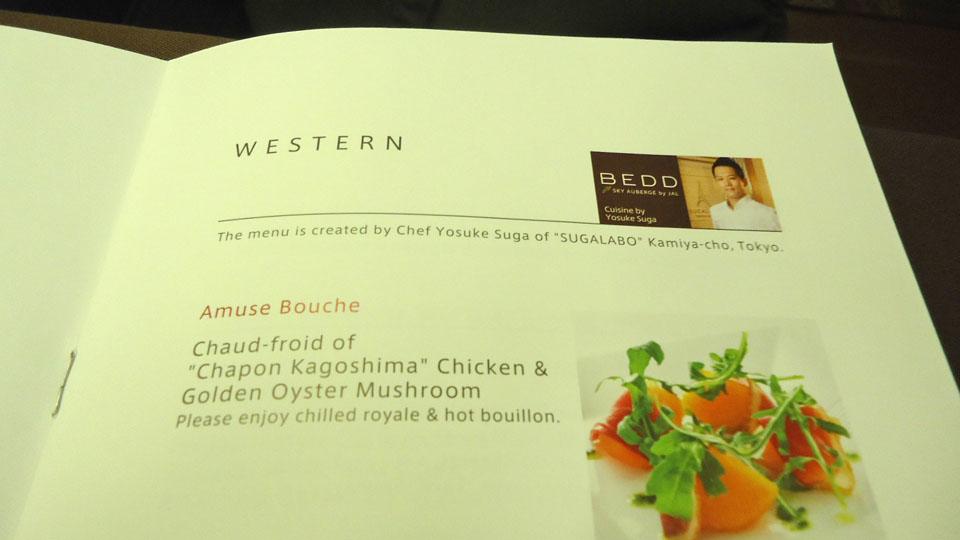 WESTERN
BEDD
SKY AUBERGE by JAL
Cuisine by
Yosuke Suga
The menu is created by Chef Yosuke Suga of "SUGALABO" Kamiya-cho, Tokyo.
Amuse Bouche
Chaud-froid of
"Chapon Kagoshima" Chicken &
Golden Oyster Mushroom
Please enjoy chilled royale & hot bouillon.